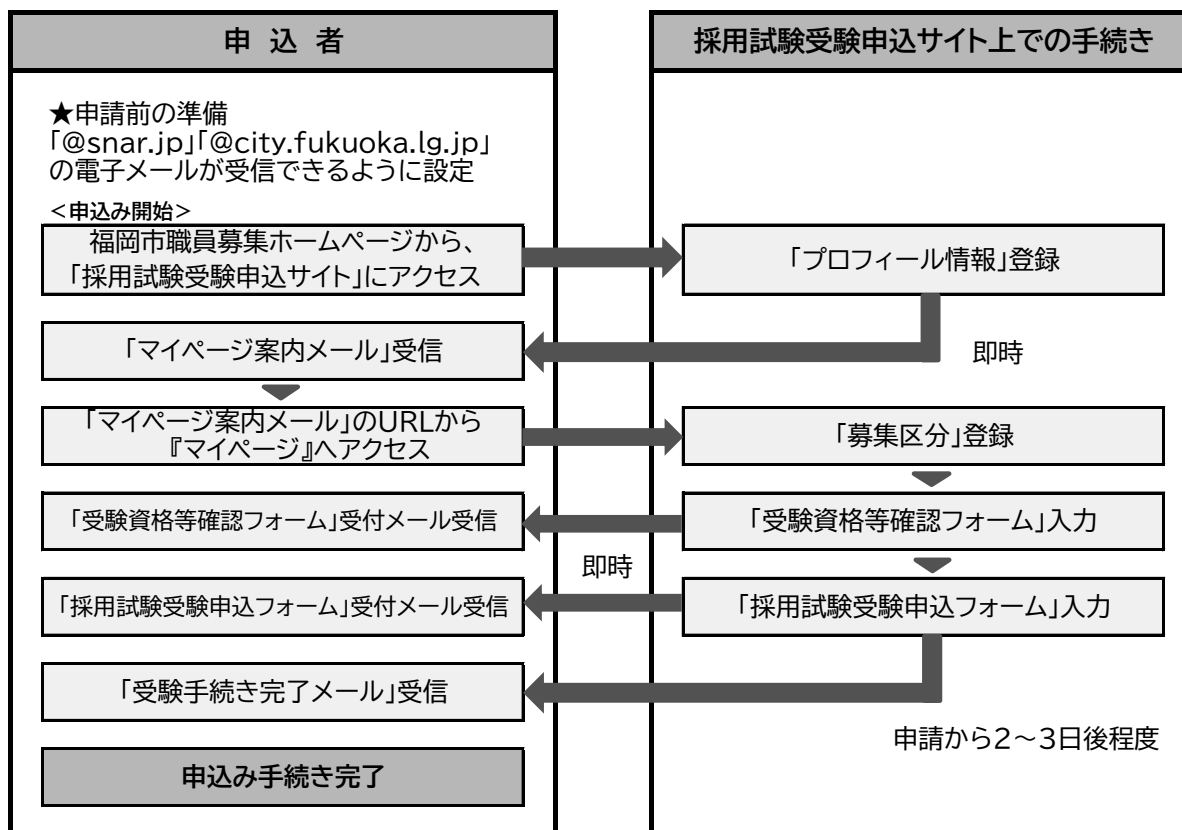 申 込 者
採用試験受験申込サイト上での手続き
★申請前の準備
「@snar.jp」「@city.fukuoka.lg.jp」
の電子メールが受信できるように設定
<申込み開始>
福岡市職員募集ホームページから、
「採用試験受験申込サイト」にアクセス
「プロフィール情報」登録
「マイページ案内メール」受信
即時
「マイページ案内メール」のURLから
『マイページ』へアクセス
「募集区分」登録
「受験資格等確認フォーム」受付メール受信
「受験資格等確認フォーム」入力
即時
「採用試験受験申込フォーム」受付メール受信
「採用試験受験申込フォーム」入力
「受験手続き完了メール」受信
申請から2～3日後程度
申込み手続き完了